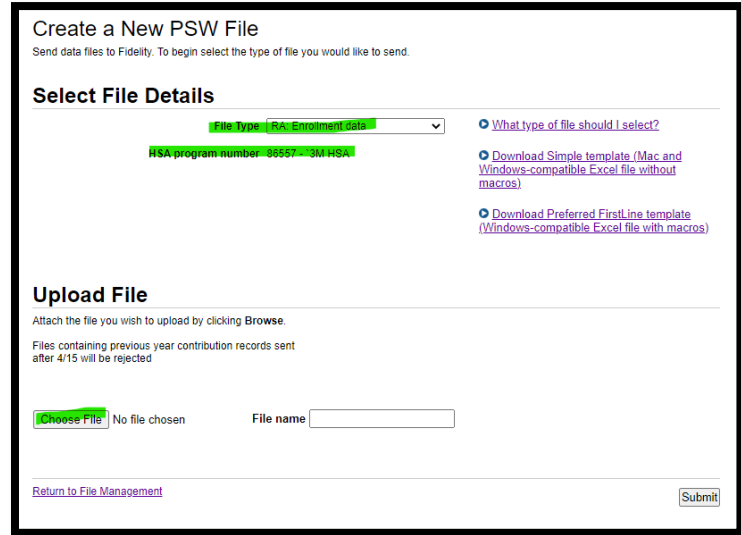 Create a New PSW File
Send data files to Fidelity. To begin select the type of file you would like to send.
Select File Details
File Type RA: Enrollment data
What type of file should I select?
HSA program number 86557 - `3M HSA
Download Simple template (Mac and
Windows-compatible Excel file without
macros)
Download Preferred FirstLine template
(Windows-compatible Excel file with macros)
Upload File
Attach the file you wish to upload by clicking Browse.
Files containing previous year contribution records sent
after 4/15 will be rejected
Choose File No file chosen File name
Return to File Management
Submit